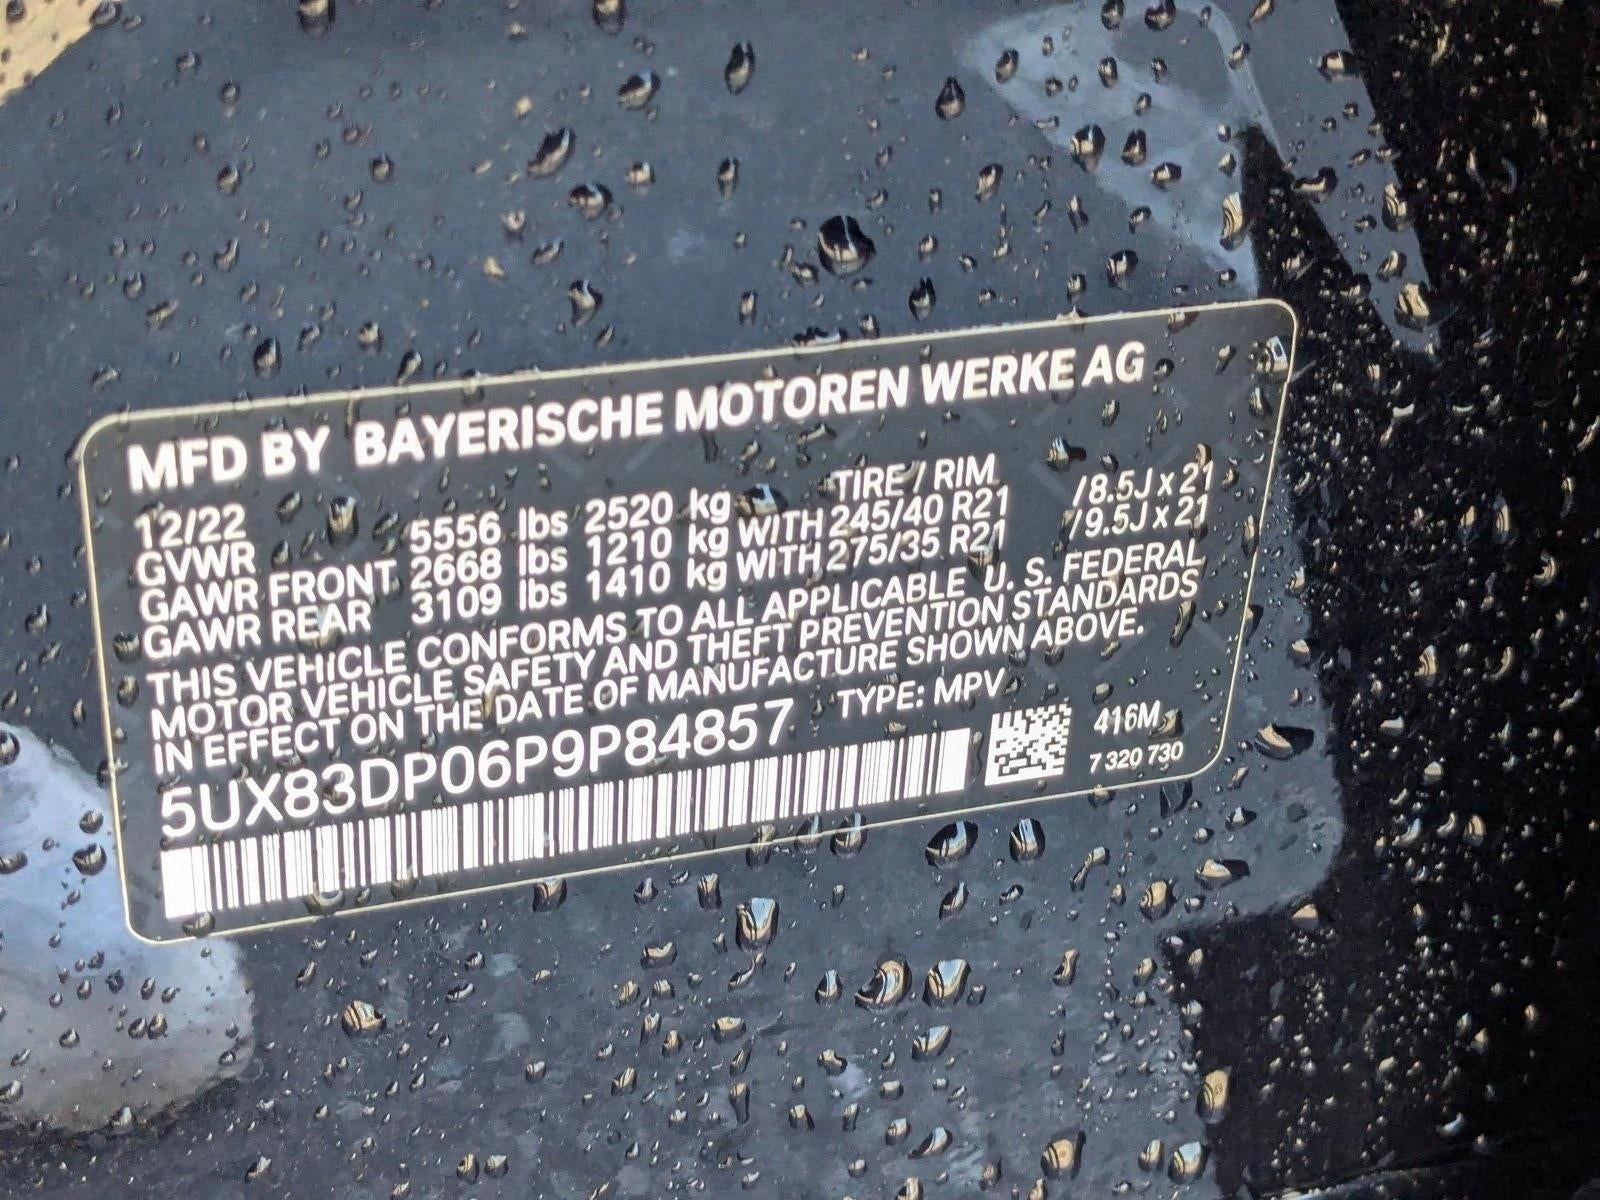 MFD BY BAYERISCHE MOTOREN WERKE AG
12/22 TIRE / RIM
GVWR 5556 lbs 2520 kg
GAWR FRONT 2668 lbs 1210 kg WITH 245/40 R21 /8.5J x 21
GAWR REAR 3109 lbs 1410 kg WITH 275/35 R21 /9.5J x 21
THIS VEHICLE CONFORMS TO ALL APPLICABLE U. S. FEDERAL
MOTOR VEHICLE SAFETY AND THEFT PREVENTION STANDARDS
IN EFFECT ON THE DATE OF MANUFACTURE SHOWN ABOVE.
5UX83DP06P9P84857 TYPE: MPV
416M
7 320 730